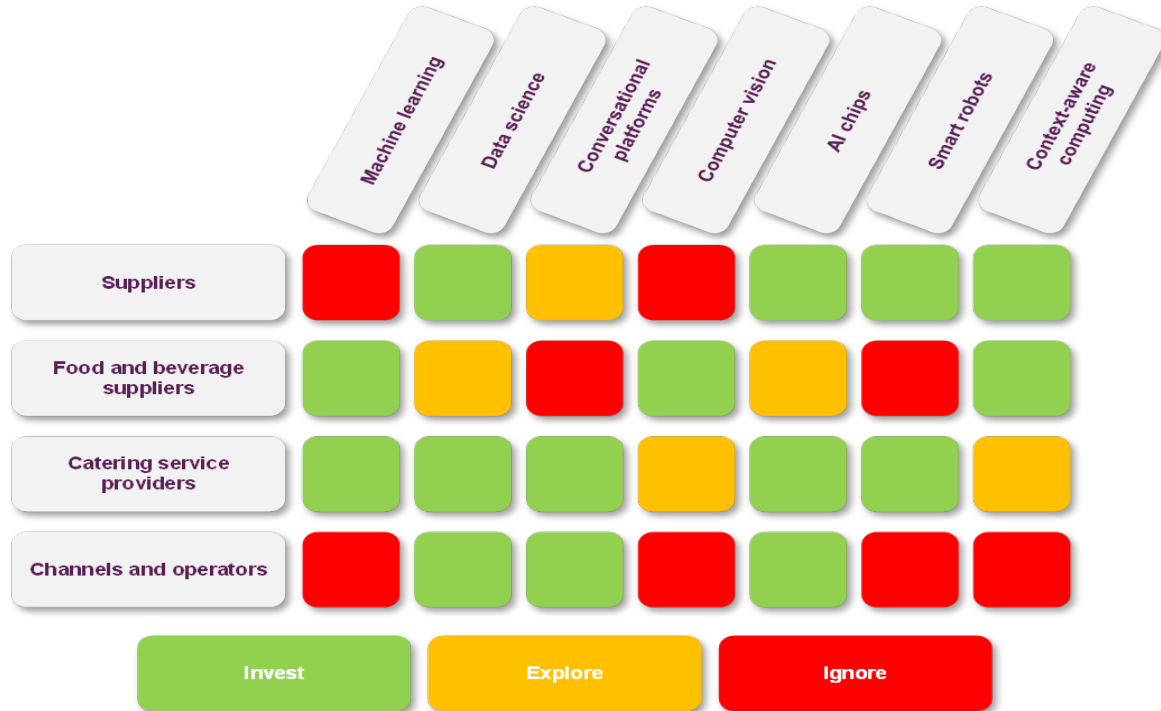 Machine learning
Data science
Conversational
platforms
Computer vision
AI chips
Smart robots
Context-aware
computing
Suppliers
Food and beverage
suppliers
Catering service
providers
Channels and operators
Invest
Explore
Ignore